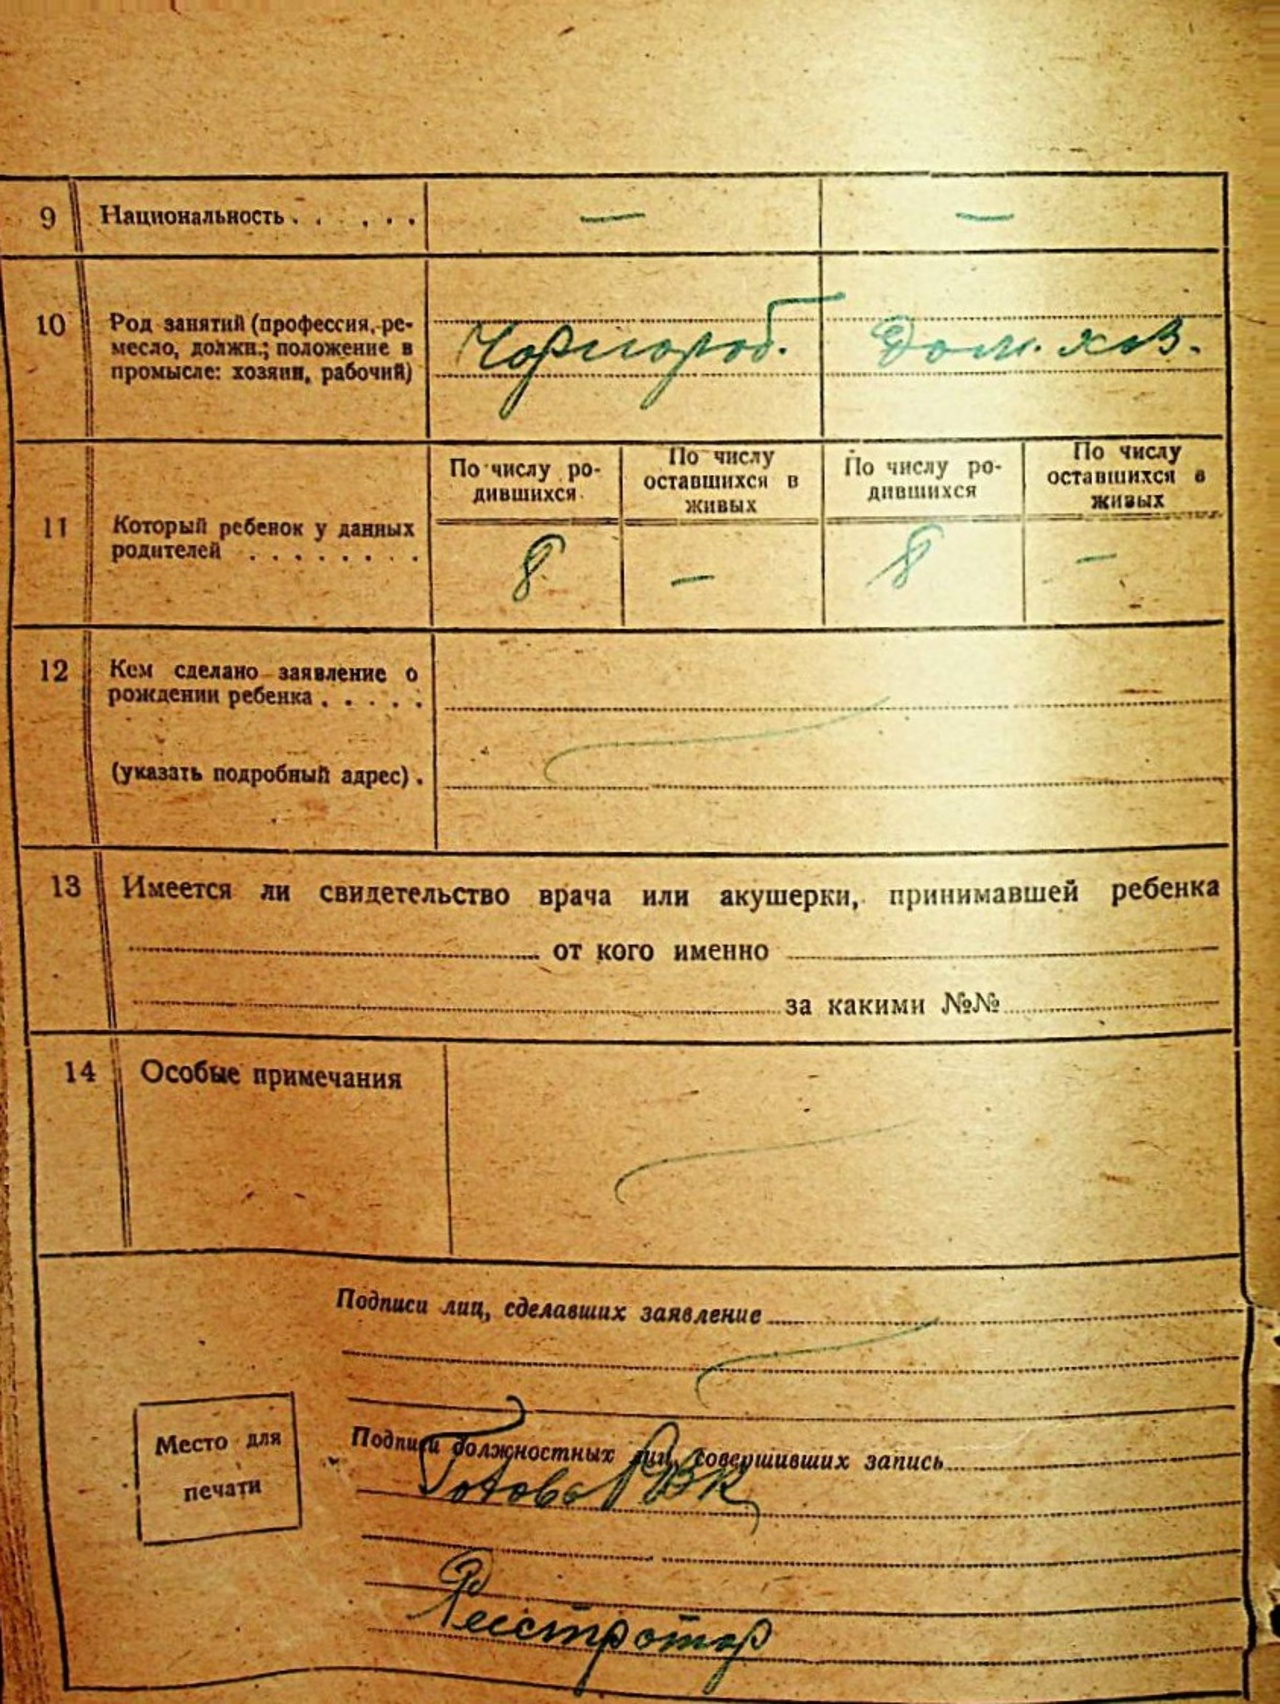 9 Национальность . . . . . . — —
10 Род занятий (профессия, ре-
месло, должн.; положение в
промысле: хозяин, рабочий)
Чорнороб. Дом. хоз.
По числу ро-
дившихся
По числу
оставшихся в
живых
По числу ро-
дившихся
По числу
оставшихся в
живых
11 Который ребенок у данных
родителей . . . . . . . .
8 — 8 —
12 Кем сделано заявление о
рождении ребенка . . . . .
(указать подробный адрес) .
13 Имеется ли свидетельство врача или акушерки, принимавшей ребенка
от кого именно
за какими №№
14 Особые примечания
Подписи лиц, сделавших заявление
Место для
печати
Подписи должностных лиц, совершивших запись
Голова РВК
Реєстротор